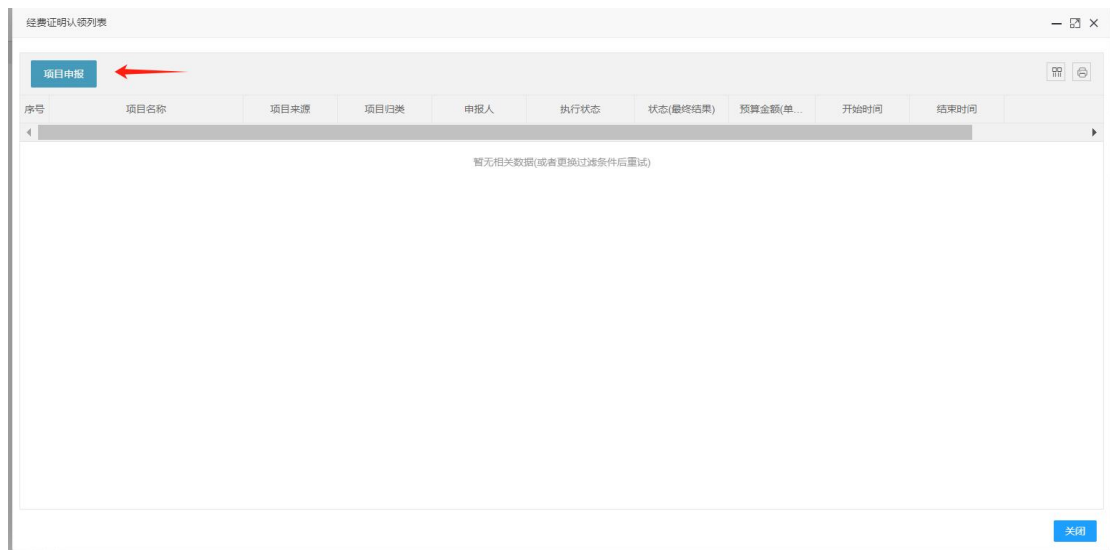 经费证明认领列表
项目申报
序号 项目名称 项目来源 项目归类 申报人 执行状态 状态(最终结果) 预算金额(单... 开始时间 结束时间
暂无相关数据(或者更换过滤条件后重试)
关闭